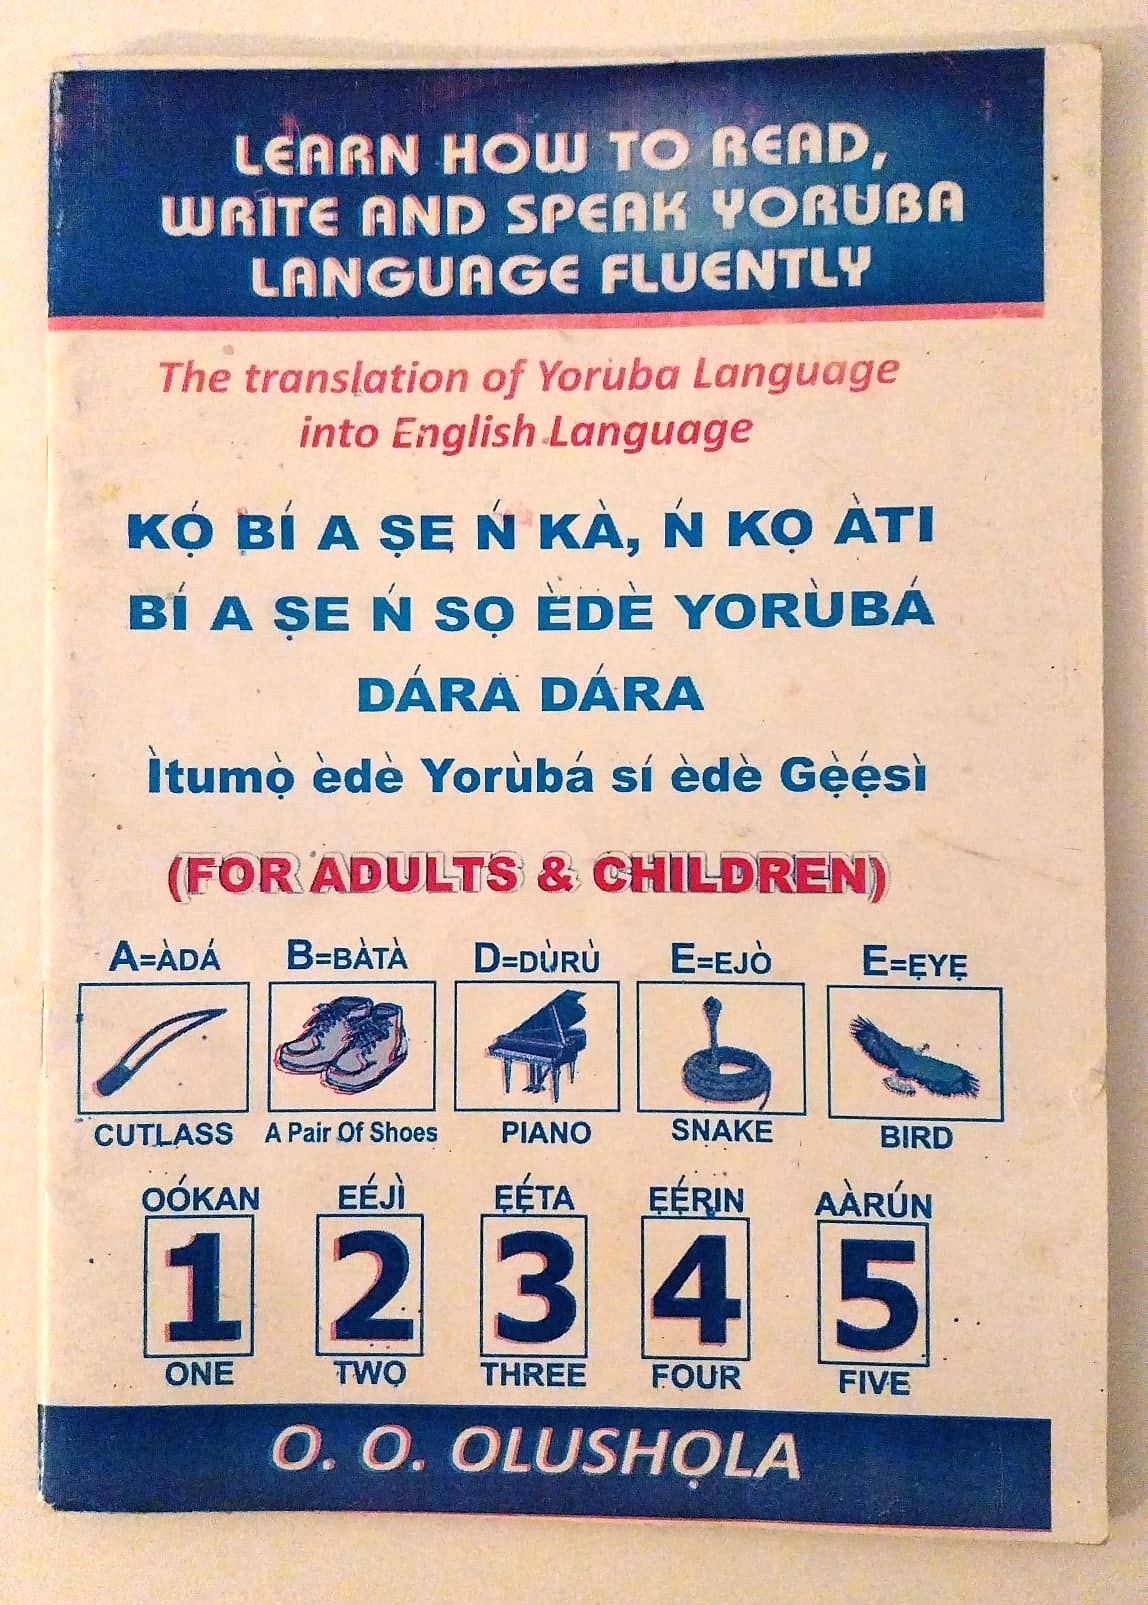 LEARN HOW TO READ,
WRITE AND SPEAK YORUBA
LANGUAGE FLUENTLY
The translation of Yoruba Language
into English Language
KỌ́ BÍ A ṢE Ń KÀ, Ń KỌ ÀTI
BÍ A ṢE Ń SỌ ÈDÈ YORÙBÁ
DÁRA DÁRA
Ìtumọ̀ èdè Yorùbá sí èdè Gẹ̀ẹ́sì
(FOR ADULTS & CHILDREN)
A=ÀDÁ B=BÀTÀ D=DÙRÙ E=EJÒ E=ẸYẸ
CUTLASS A Pair Of Shoes PIANO SNAKE BIRD
OÓKAN EÉJÌ ẸẸ́TA ẸẸ́RIN AÀRÚN
1 2 3 4 5
ONE TWO THREE FOUR FIVE
O. O. OLUSHỌLA